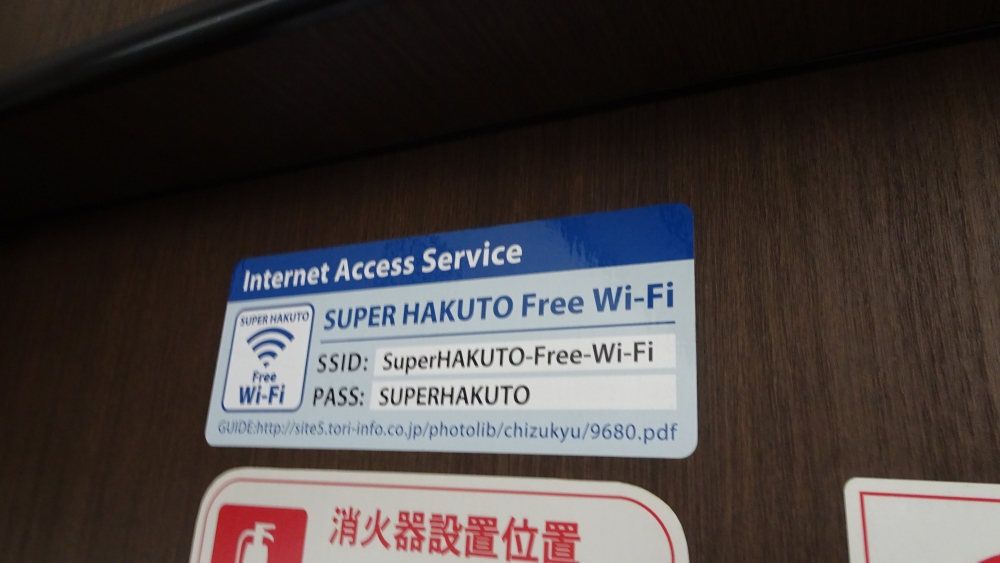 Internet Access Service
SUPER HAKUTO
Free
Wi-Fi
SUPER HAKUTO Free Wi-Fi
SSID: SuperHAKUTO-Free-Wi-Fi
PASS: SUPERHAKUTO
GUIDE:http://site5.tori-info.co.jp/photolib/chizukyu/9680.pdf
消火器設置位置